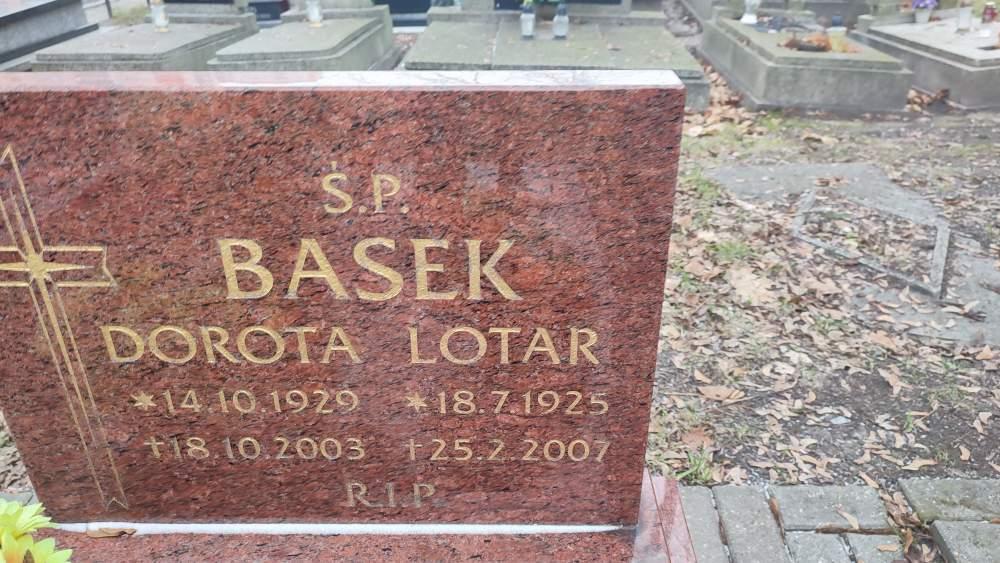 Ś.P.
BASEK
DOROTA LOTAR
*14.10.1929 *18.7.1925
†18.10.2003 †25.2.2007
R.I.P.